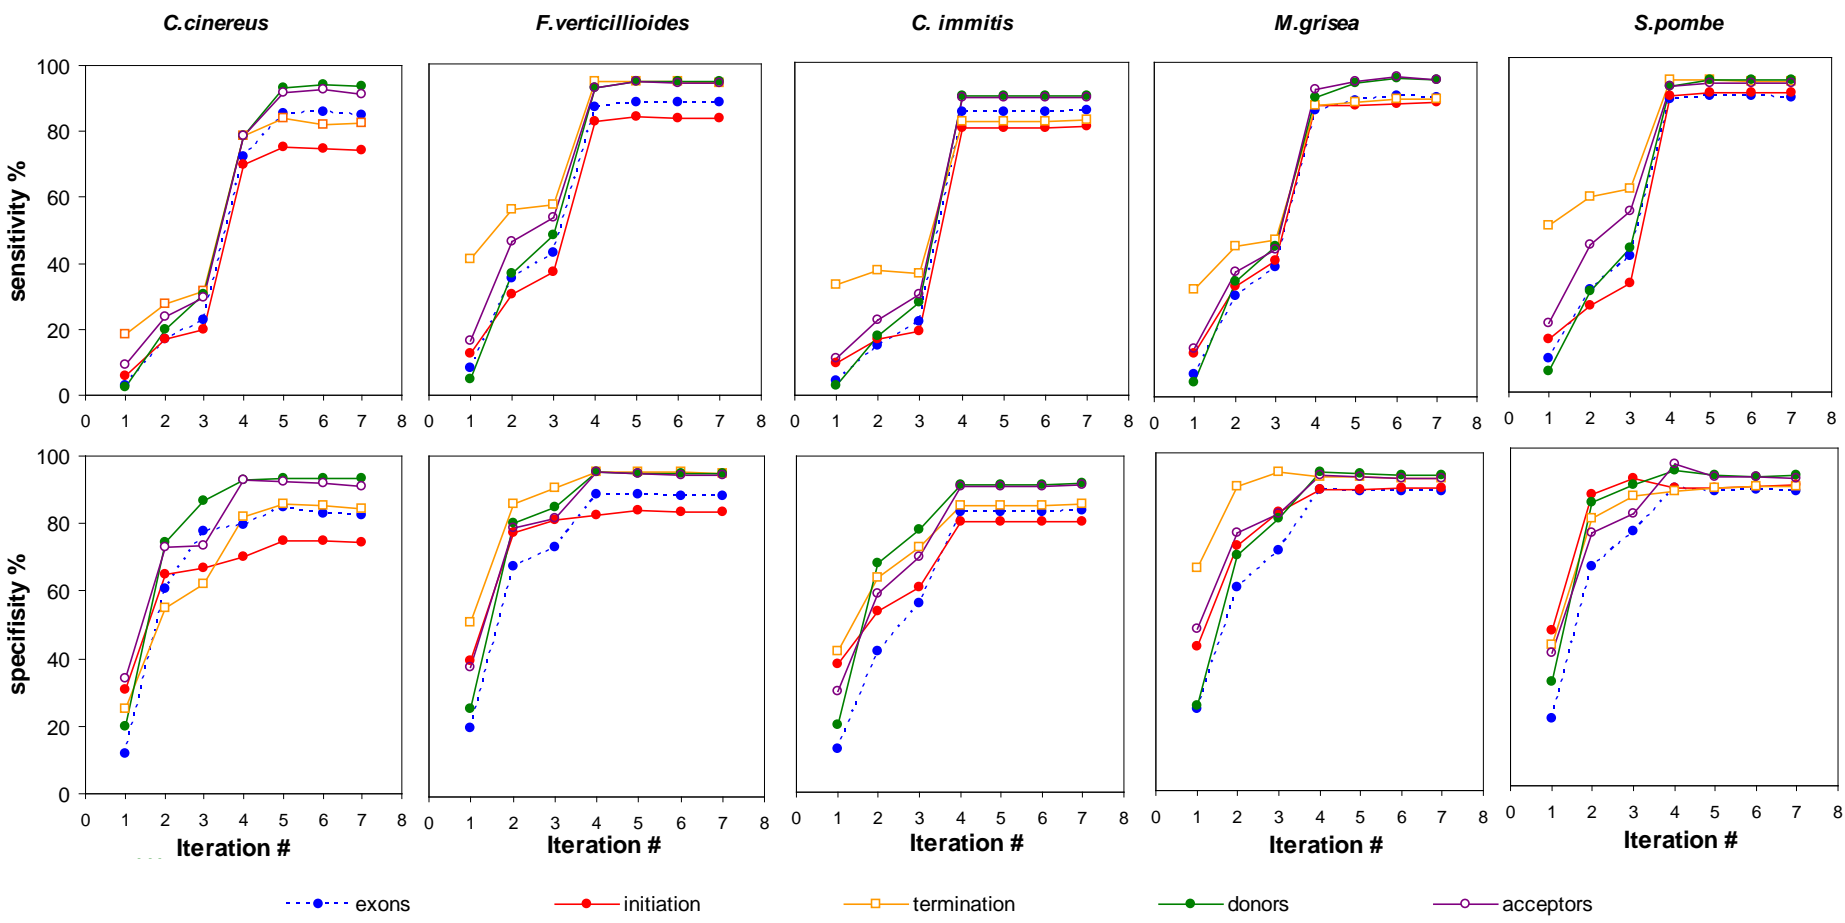 C.cinereus F.verticillioides C. immitis M.grisea S.pombe
sensitivity %
100
80
60
40
20
0
0 1 2 3 4 5 6 7 8
0 1 2 3 4 5 6 7 8
0 1 2 3 4 5 6 7 8
0 1 2 3 4 5 6 7 8
0 1 2 3 4 5 6 7 8
specifisity %
100
80
60
40
20
0
0 1 2 3 4 5 6 7 8
0 1 2 3 4 5 6 7 8
0 1 2 3 4 5 6 7 8
0 1 2 3 4 5 6 7 8
0 1 2 3 4 5 6 7 8
Iteration # Iteration # Iteration # Iteration # Iteration #
exons initiation termination donors acceptors